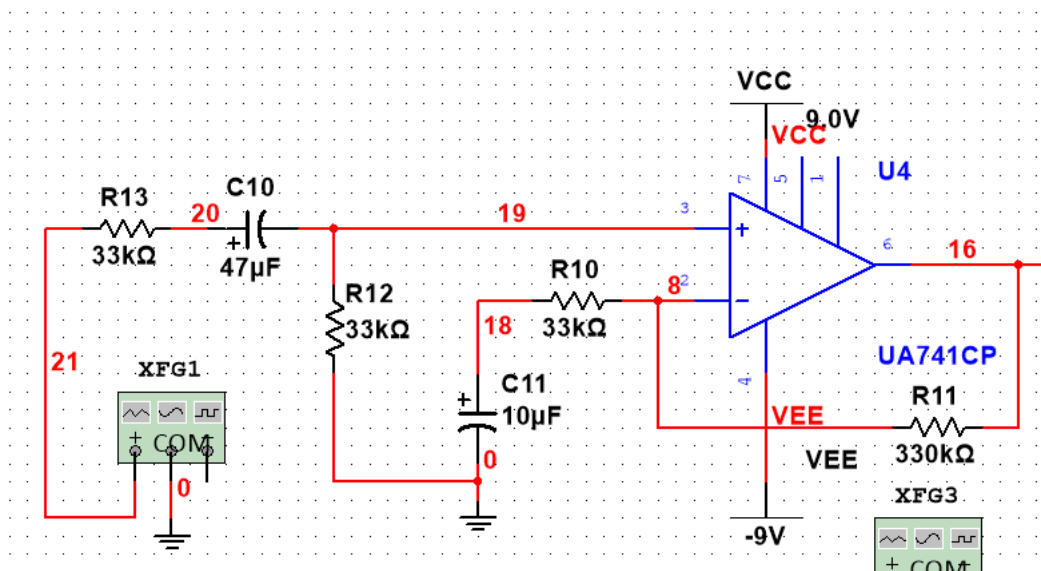 VCC
9.0V
VCC
7
5
1
U4
R13
20
C10
19
3
+
6
16
33kΩ
+
47µF
R10
8
2
−
R12
33kΩ
18
33kΩ
UA741CP
21
XFG1
C11
4
R11
+
10µF
VEE
+
COM
0
VEE
330kΩ
0
XFG3
-9V
+
COM